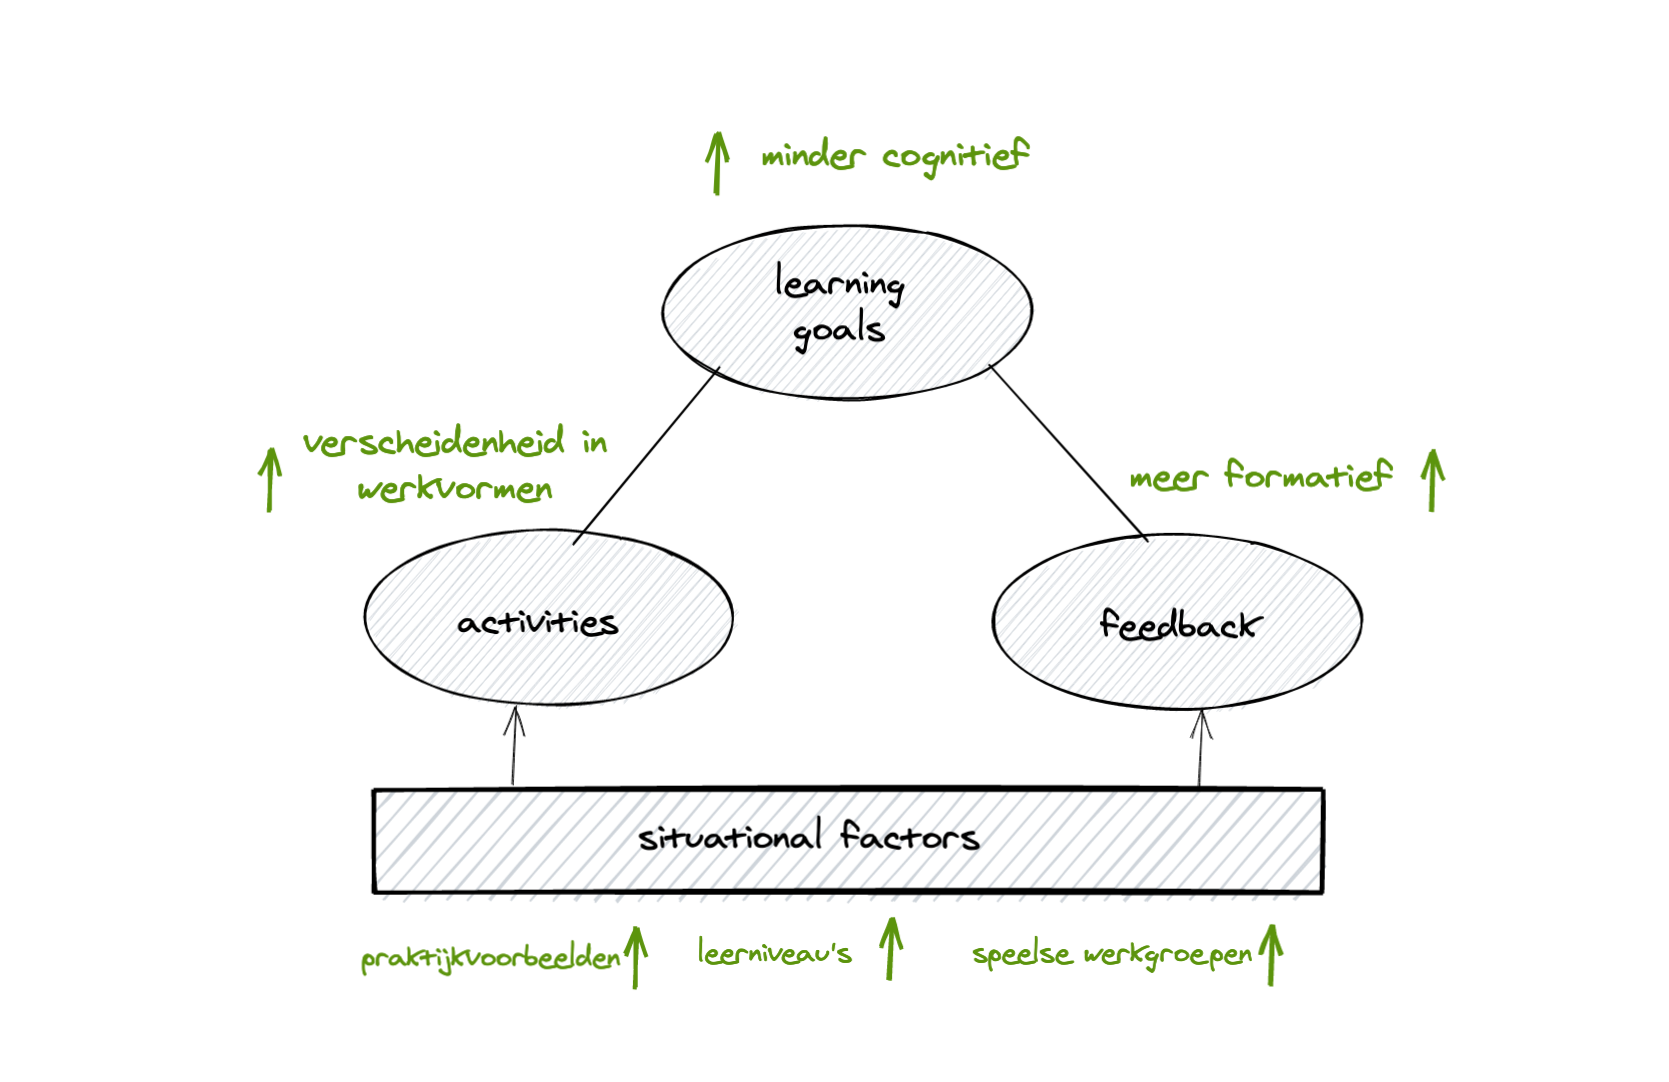 minder cognitief
learning
goals
verscheidenheid in
werkvormen
meer formatief
activities
feedback
situational factors
praktijkvoorbeelden
leerniveau's
speelse werkgroepen